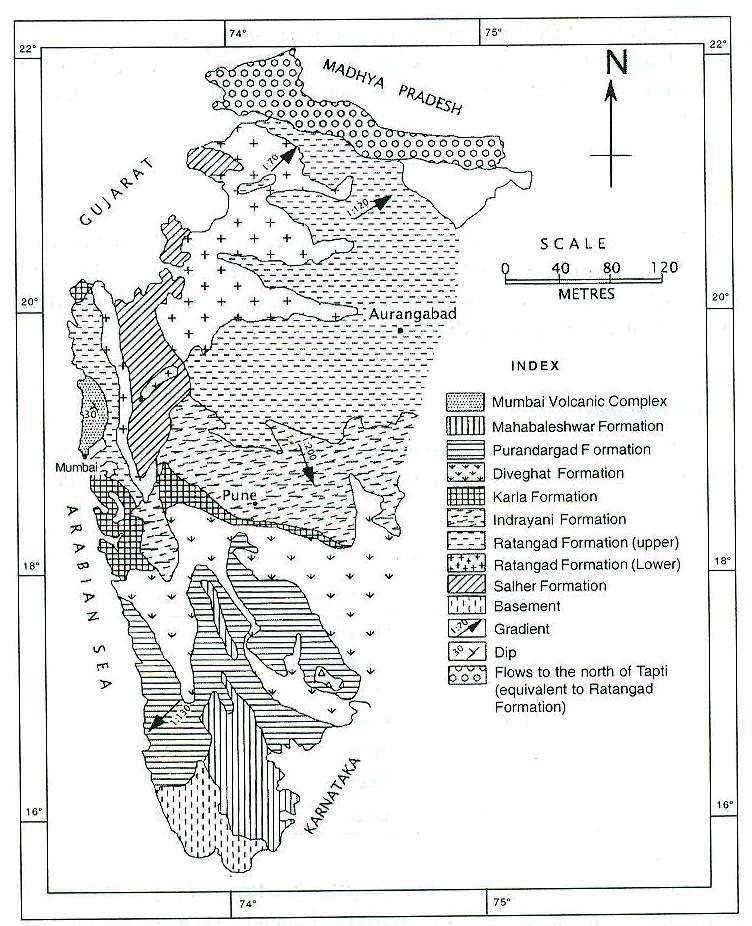 74°
75°
22°
22°
N
MADHYA PRADESH
GUJARAT
1:70
1:120
SCALE
0 40 80 120
METRES
20°
20°
Aurangabad
INDEX
Mumbai Volcanic Complex
Mahabaleshwar Formation
Purandargad Formation
Diveghat Formation
Karla Formation
Indrayani Formation
Ratangad Formation (upper)
Ratangad Formation (Lower)
Salher Formation
Basement
1:70 Gradient
30 Dip
Flows to the north of Tapti
(equivalent to Ratangad
Formation)
30
Mumbai
Pune
ARABIAN SEA
18°
18°
1:130
KARNATAKA
16°
16°
74°
75°